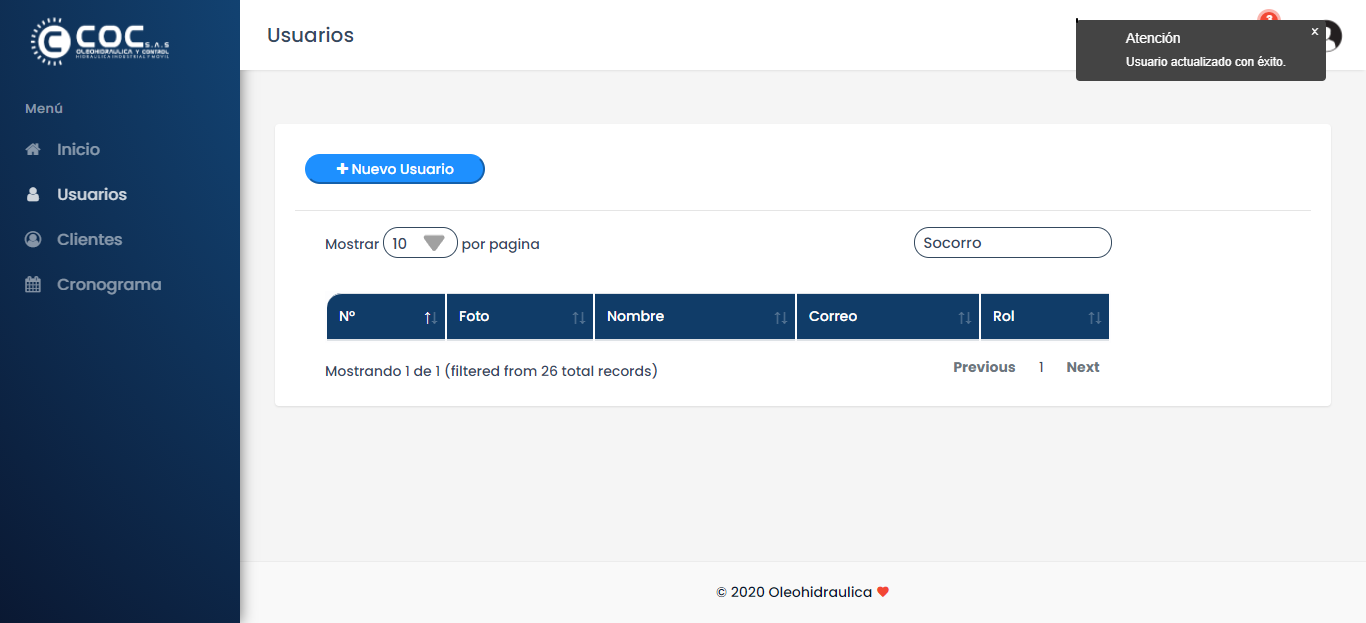 COC S.A.S
OLEOHIDRAULICA Y CONTROL
HIDRAULICA INDUSTRIAL Y MOVIL
Menú
Inicio
Usuarios
Clientes
Cronograma
Usuarios
Atención
x
Usuario actualizado con éxito.
+ Nuevo Usuario
Mostrar 10 por pagina
Socorro
Nº Foto Nombre Correo Rol
Mostrando 1 de 1 (filtered from 26 total records)
Previous 1 Next
© 2020 Oleohidraulica